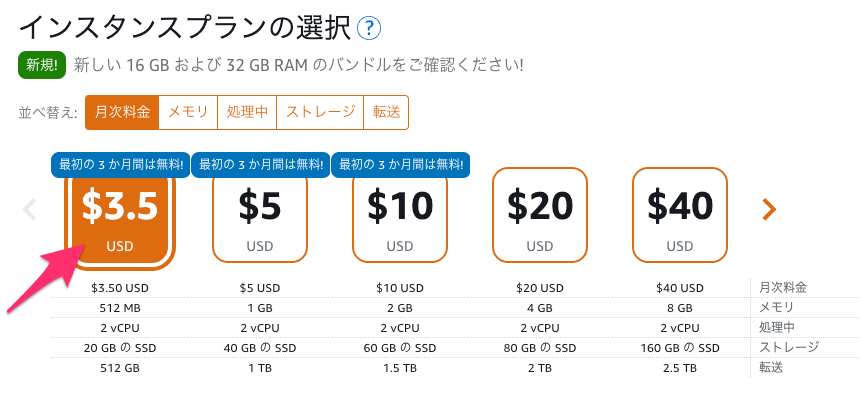 インスタンスプランの選択 ?
新規! 新しい 16 GB および 32 GB RAM のバンドルをご確認ください!
並べ替え: 月次料金 メモリ 処理中 ストレージ 転送
最初の 3 か月間は無料! 最初の 3 か月間は無料! 最初の 3 か月間は無料!
$3.5 $5 $10 $20 $40
USD USD USD USD USD
$3.50 USD $5 USD $10 USD $20 USD $40 USD 月次料金
512 MB 1 GB 2 GB 4 GB 8 GB メモリ
2 vCPU 2 vCPU 2 vCPU 2 vCPU 2 vCPU 処理中
20 GB の SSD 40 GB の SSD 60 GB の SSD 80 GB の SSD 160 GB の SSD ストレージ
512 GB 1 TB 1.5 TB 2 TB 2.5 TB 転送